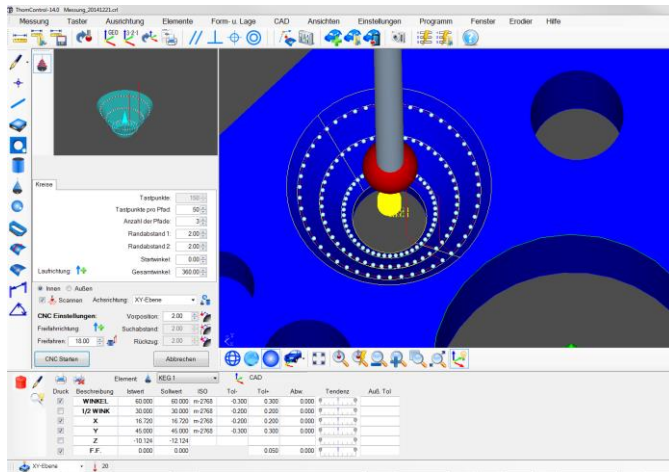 ThomControl-14.0 Messung_20141221.crl
Messung Taster Ausrichtung Elemente Form- u. Lage CAD Ansichten Einstellungen Programm Fenster Erodier Hilfe
Kreise
Tastpunkte: 150
Tastpunkte pro Pfad: 50
Anzahl der Pfade: 3
Randabstand 1: 2.00
Randabstand 2: 2.00
Startwinkel 0.00
Laufrichtung: Gesamtwinkel: 360.00
Innen Außen
Scannen Achsrichtung: XY-Ebene
CNC Einstellungen: Vorposition: 2.00
Freifahrrichtung Suchabstand: 2.00
Freifahren: 18.00 Rückzug: 2.00
CNC Starten Abbrechen
Element KEG 1 CAD
Druck Beschreibung Istwert Sollwert ISO Tol- Tol+ Abw. Tendenz Auß. Tol
WINKEL 60.000 60.000 m-2768 -0.300 0.300 0.000
1/2 WINK 30.000 30.000 m-2768 -0.200 0.200 0.000
X 16.720 16.720 m-2768 -0.200 0.200 0.000
Y 45.000 45.000 m-2768 -0.300 0.300 0.000
Z -10.124 -12.124
F.F. 0.000 0.000 0.050 0.000
XY-Ebene 20